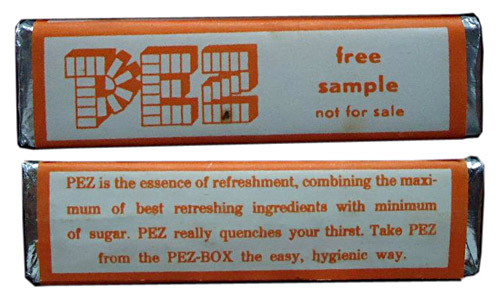 PEZ
free
sample
not for sale
PEZ is the essence of refreshment, combining the maxi-
mum of best rerreshing ingredients with minimum
of sugar. PEZ really quenches your thirst. Take PEZ
from the PEZ-BOX the easy, hygienic way.